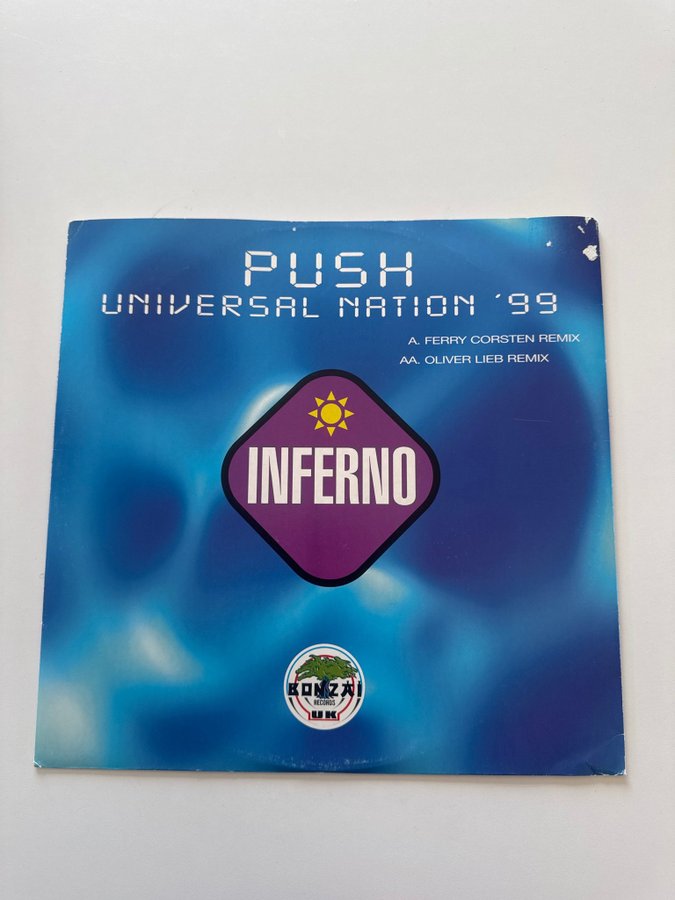 PUSH
UNIVERSAL NATION '99
A. FERRY CORSTEN REMIX
AA. OLIVER LIEB REMIX
INFERNO
BONZAI
RECORDS
UK